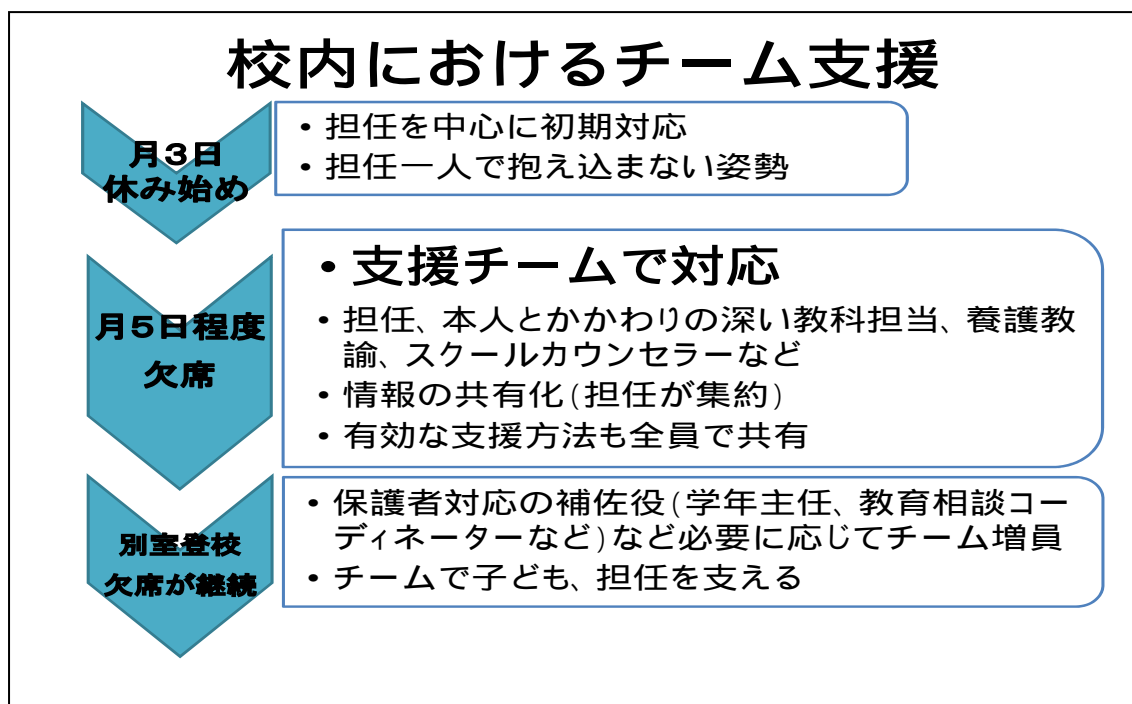 校内におけるチーム支援
月3日
休み始め
・担任を中心に初期対応
・担任一人で抱え込まない姿勢
月5日程度
欠席
・支援チームで対応
・担任、本人とかかわりの深い教科担当、養護教
諭、スクールカウンセラーなど
・情報の共有化(担任が集約)
・有効な支援方法も全員で共有
別室登校
欠席が継続
・保護者対応の補佐役(学年主任、教育相談コー
ディネーターなど)など必要に応じてチーム増員
・チームで子ども、担任を支える